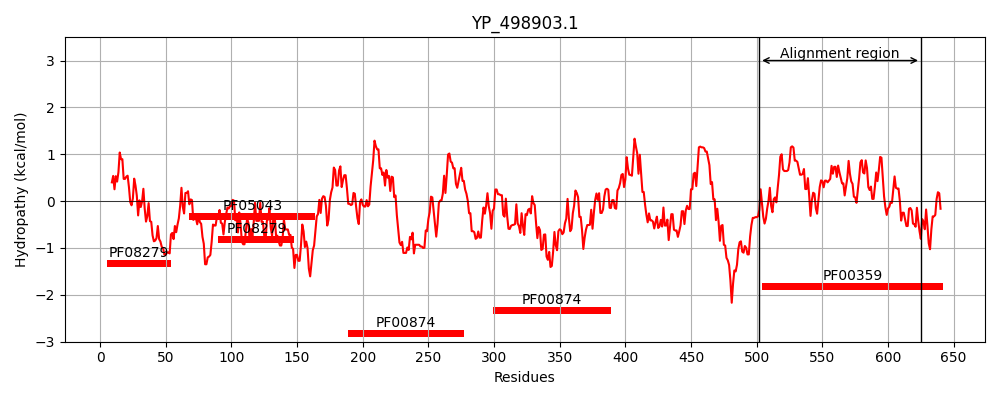 YP_498903.1
Hydropathy (kcal/mol)
3
2
1
0
−1
−2
−3
Alignment region
PF05043
PF08279
PF08279
PF00359
PF00874
PF00874
0 50 100 150 200 250 300 350 400 450 500 550 600 650
Residues